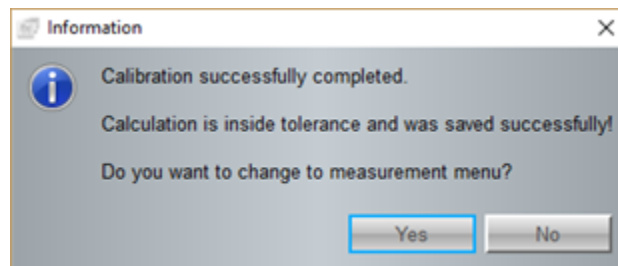 Information
Calibration successfully completed.
Calculation is inside tolerance and was saved successfully!
Do you want to change to measurement menu?
Yes No